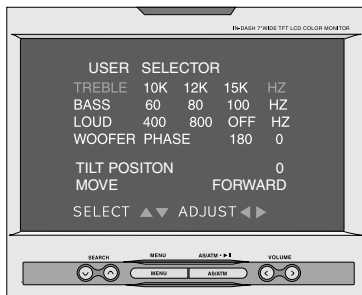 IN-DASH 7"WIDE TFT LCD COLOR MONITOR
USER SELECTOR
TREBLE 10K 12K 15K HZ
BASS 60 80 100 HZ
LOUD 400 800 OFF HZ
WOOFER PHASE 180 0
TILT POSITON 0
MOVE FORWARD
SELECT ▲▼ ADJUST ◀▶
SEARCH MENU AS/ATM • ▶II VOLUME
MENU AS/ATM